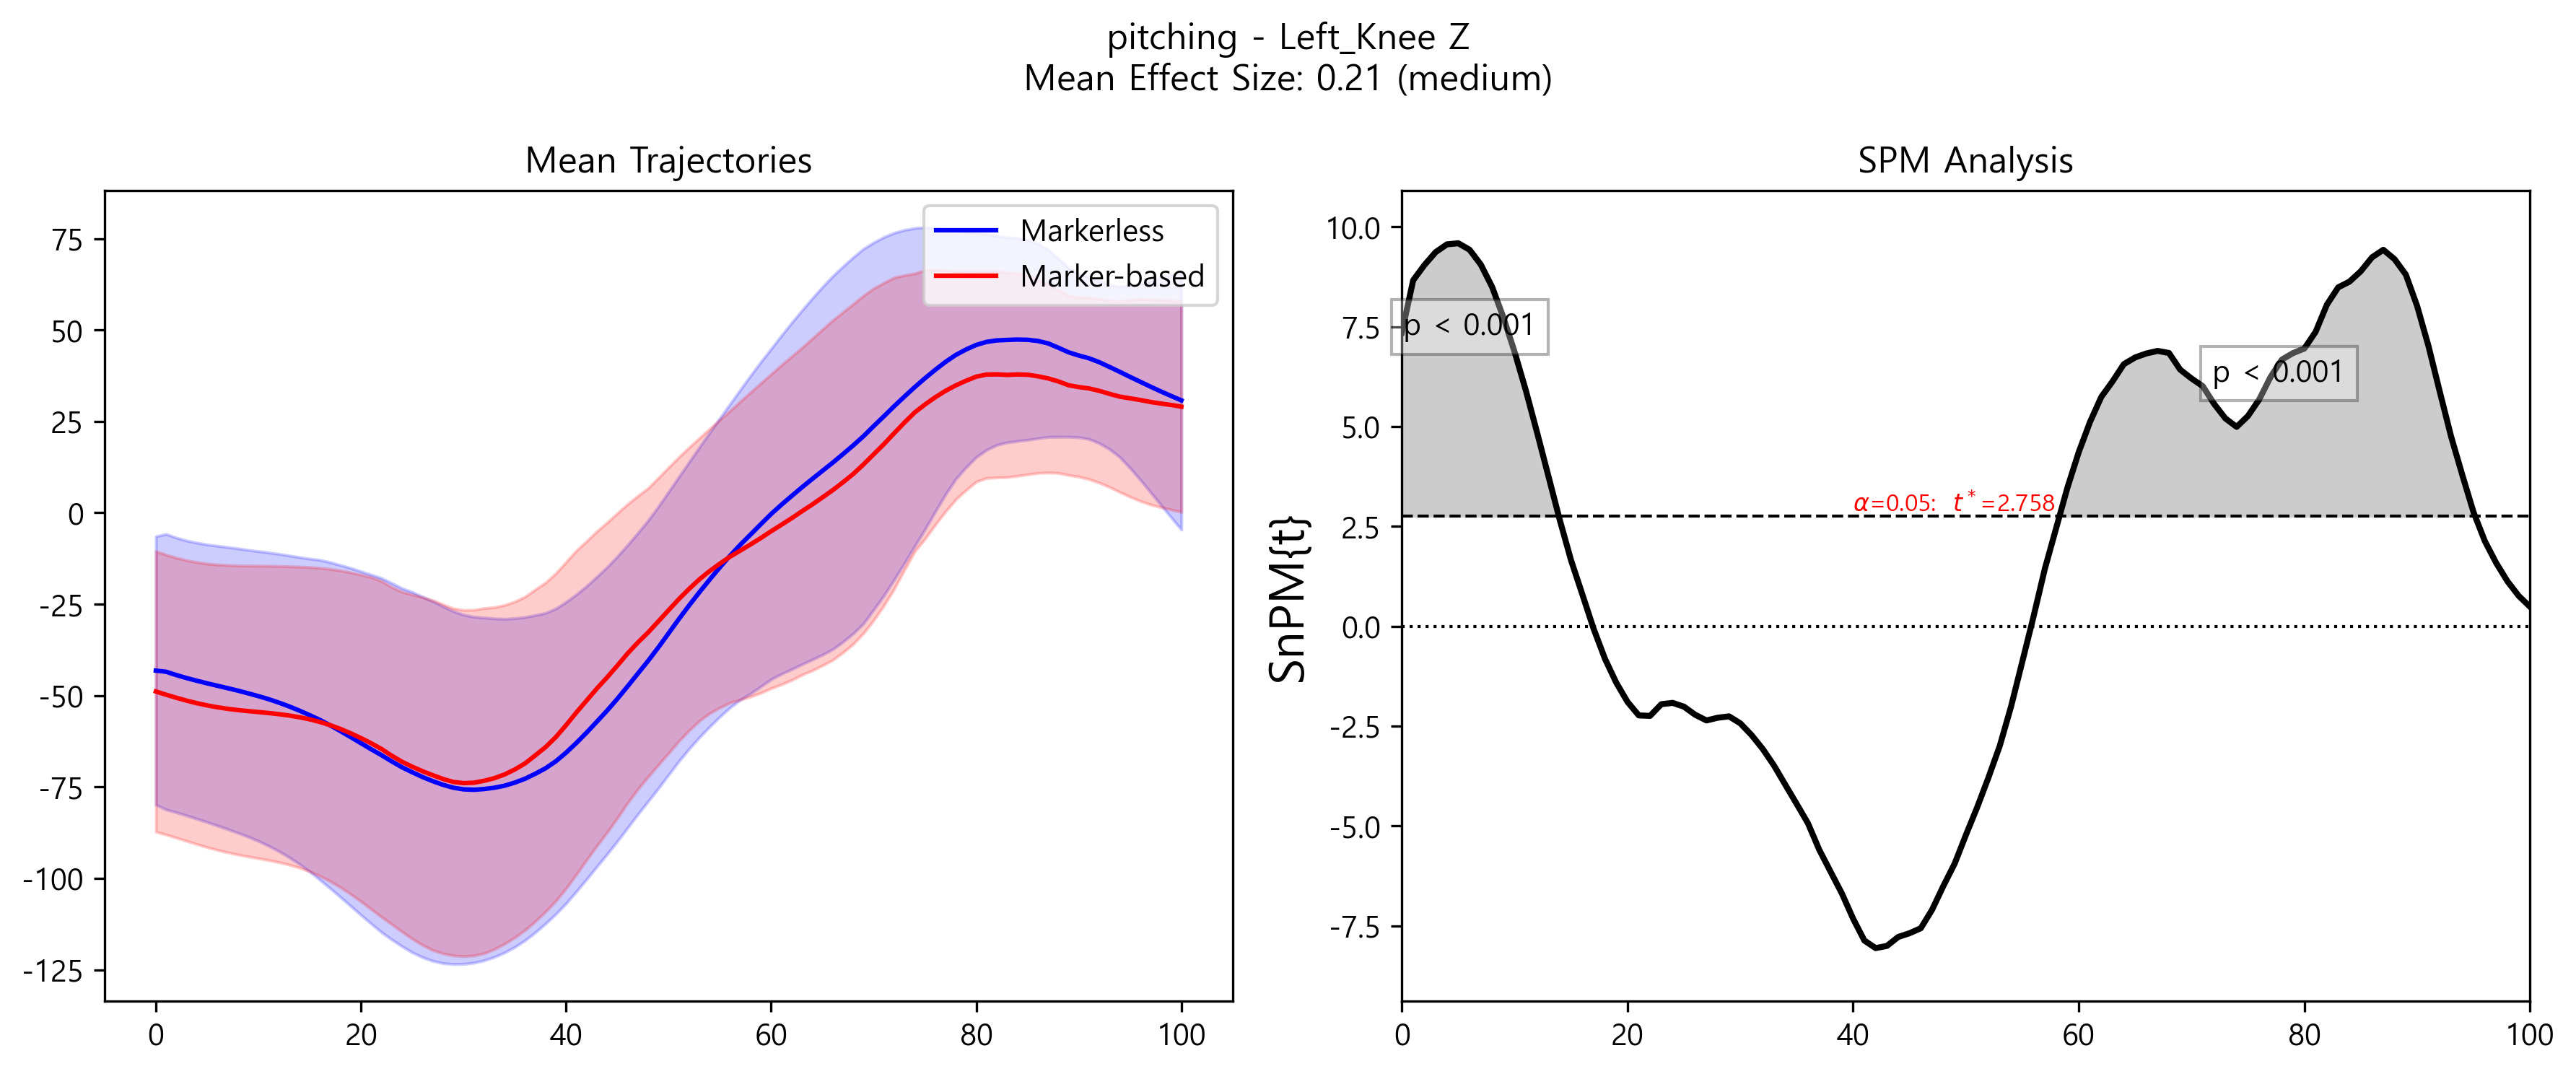 pitching - Left_Knee Z
Mean Effect Size: 0.21 (medium)
Mean Trajectories
75
50
25
0
-25
-50
-75
-100
-125
0 20 40 60 80 100
Markerless
Marker-based
SPM Analysis
SnPM{t}
10.0
7.5
5.0
2.5
0.0
-2.5
-5.0
-7.5
0 20 40 60 80 100
p < 0.001
p < 0.001
α=0.05: t*=2.758